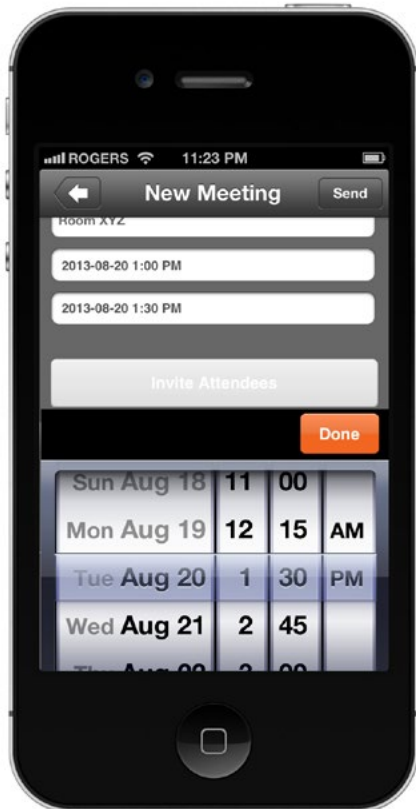 ROGERS 11:23 PM
New Meeting Send
Room XYZ
2013-08-20 1:00 PM
2013-08-20 1:30 PM
Invite Attendees
Done
Sun Aug 18 11 00
Mon Aug 19 12 15 AM
Tue Aug 20 1 30 PM
Wed Aug 21 2 45
Aug